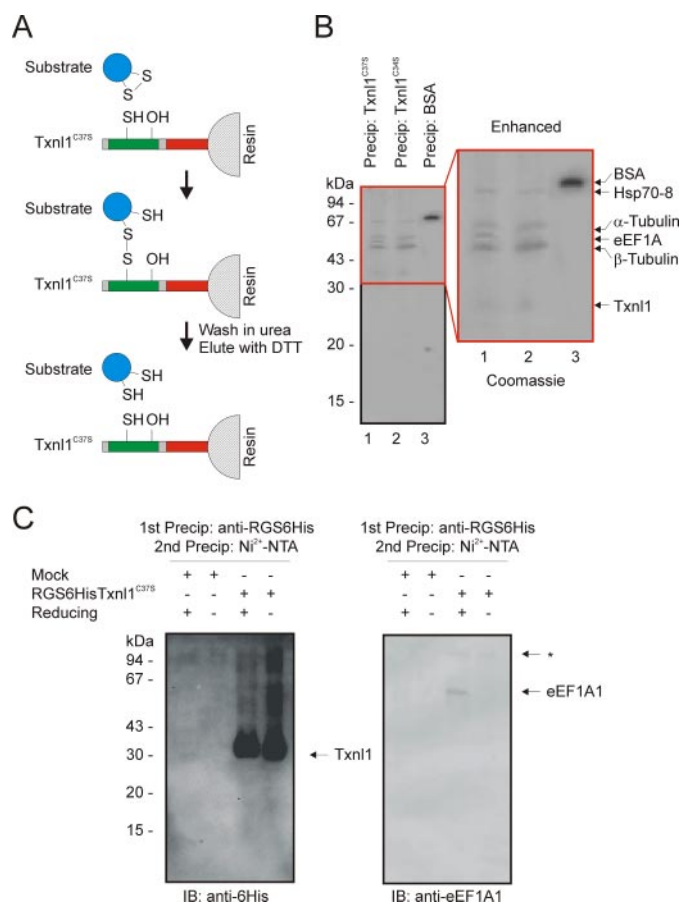 A
Substrate
S
S
SH OH
Txnl1C37S
Resin
Substrate
SH
S
S
OH
Txnl1C37S
Resin
Wash in urea
Elute with DTT
Substrate
SH
SH
SH OH
Txnl1C37S
Resin
B
Precip: Txnl1C37S
Precip: Txnl1C34S
Precip: BSA
kDa
94 -
67 -
43 -
30 -
20 -
15 -
1 2 3
Enhanced
BSA
Hsp70-8
α-Tubulin
eEF1A
β-Tubulin
Txnl1
1 2 3
Coomassie
C
1st Precip: anti-RGS6His
2nd Precip: Ni2+-NTA
Mock + + - -
RGS6HisTxnl1C37S - - + +
Reducing + - + -
kDa
94 -
67 -
43 -
30 -
20 -
15 -
Txnl1
IB: anti-6His
1st Precip: anti-RGS6His
2nd Precip: Ni2+-NTA
+ + - -
- - + +
+ - + -
*
eEF1A1
IB: anti-eEF1A1